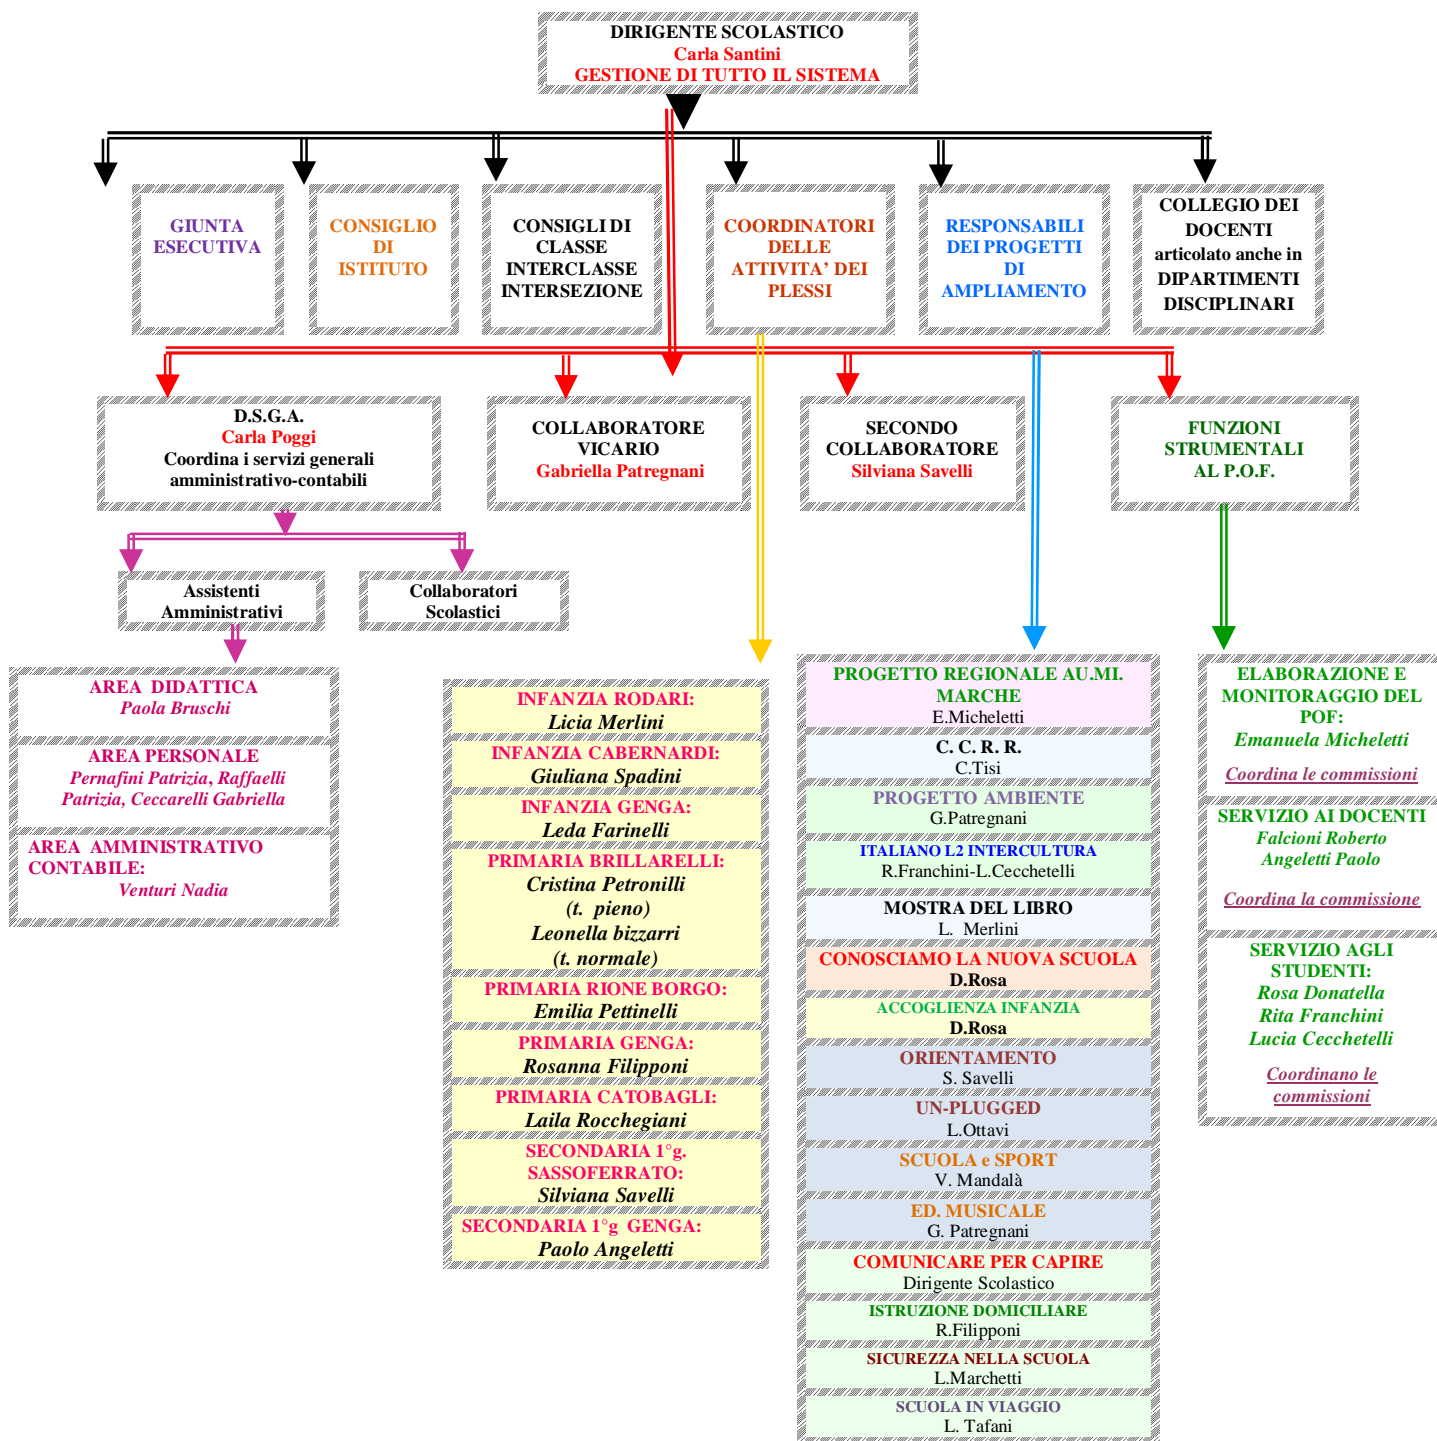 DIRIGENTE SCOLASTICO
Carla Santini
GESTIONE DI TUTTO IL SISTEMA
GIUNTA
ESECUTIVA
CONSIGLIO
DI
ISTITUTO
CONSIGLI DI
CLASSE
INTERCLASSE
INTERSEZIONE
COORDINATORI
DELLE
ATTIVITA’ DEI
PLESSI
RESPONSABILI
DEI PROGETTI
DI
AMPLIAMENTO
COLLEGIO DEI
DOCENTI
articolato anche in
DIPARTIMENTI
DISCIPLINARI
D.S.G.A.
Carla Poggi
Coordina i servizi generali
amministrativo-contabili
COLLABORATORE
VICARIO
Gabriella Patregnani
SECONDO
COLLABORATORE
Silviana Savelli
FUNZIONI
STRUMENTALI
AL P.O.F.
Assistenti
Amministrativi
Collaboratori
Scolastici
AREA DIDATTICA
Paola Bruschi
AREA PERSONALE
Pernafini Patrizia, Raffaelli
Patrizia, Ceccarelli Gabriella
AREA AMMINISTRATIVO
CONTABILE:
Venturi Nadia
INFANZIA RODARI:
Licia Merlini
INFANZIA CABERNARDI:
Giuliana Spadini
INFANZIA GENGA:
Leda Farinelli
PRIMARIA BRILLARELLI:
Cristina Petronilli
(t. pieno)
Leonella bizzarri
(t. normale)
PRIMARIA RIONE BORGO:
Emilia Pettinelli
PRIMARIA GENGA:
Rosanna Filipponi
PRIMARIA CATOBAGLI:
Laila Rocchegiani
SECONDARIA 1°g.
SASSOFERRATO:
Silviana Savelli
SECONDARIA 1°g GENGA:
Paolo Angeletti
PROGETTO REGIONALE AU.MI.
MARCHE
E.Micheletti
C. C. R. R.
C.Tisi
PROGETTO AMBIENTE
G.Patregnani
ITALIANO L2 INTERCULTURA
R.Franchini-L.Cecchetelli
MOSTRA DEL LIBRO
L. Merlini
CONOSCIAMO LA NUOVA SCUOLA
D.Rosa
ACCOGLIENZA INFANZIA
D.Rosa
ORIENTAMENTO
S. Savelli
UN-PLUGGED
L.Ottavi
SCUOLA e SPORT
V. Mandalà
ED. MUSICALE
G. Patregnani
COMUNICARE PER CAPIRE
Dirigente Scolastico
ISTRUZIONE DOMICILIARE
R.Filipponi
SICUREZZA NELLA SCUOLA
L.Marchetti
SCUOLA IN VIAGGIO
L. Tafani
ELABORAZIONE E
MONITORAGGIO DEL
POF:
Emanuela Micheletti
Coordina le commissioni
SERVIZIO AI DOCENTI
Falcioni Roberto
Angeletti Paolo
Coordina la commissione
SERVIZIO AGLI
STUDENTI:
Rosa Donatella
Rita Franchini
Lucia Cecchetelli
Coordinano le
commissioni